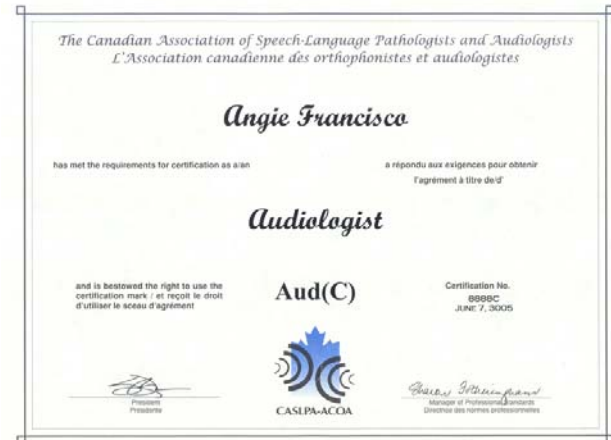 The Canadian Association of Speech-Language Pathologists and Audiologists
L'Association canadienne des orthophonistes et audiologistes
Angie Francisco
has met the requirements for certification as a/an
a répondu aux exigences pour obtenir
l'agrément à titre de/d'
Audiologist
and is bestowed the right to use the
certification mark / et reçoit le droit
d'utiliser le sceau d'agrément
Aud(C)
Certification No.
8888C
JUNE 7, 3005
CASLPA-ACOA
President
Présidente
Manager of Professional Standards
Directrice des normes professionnelles